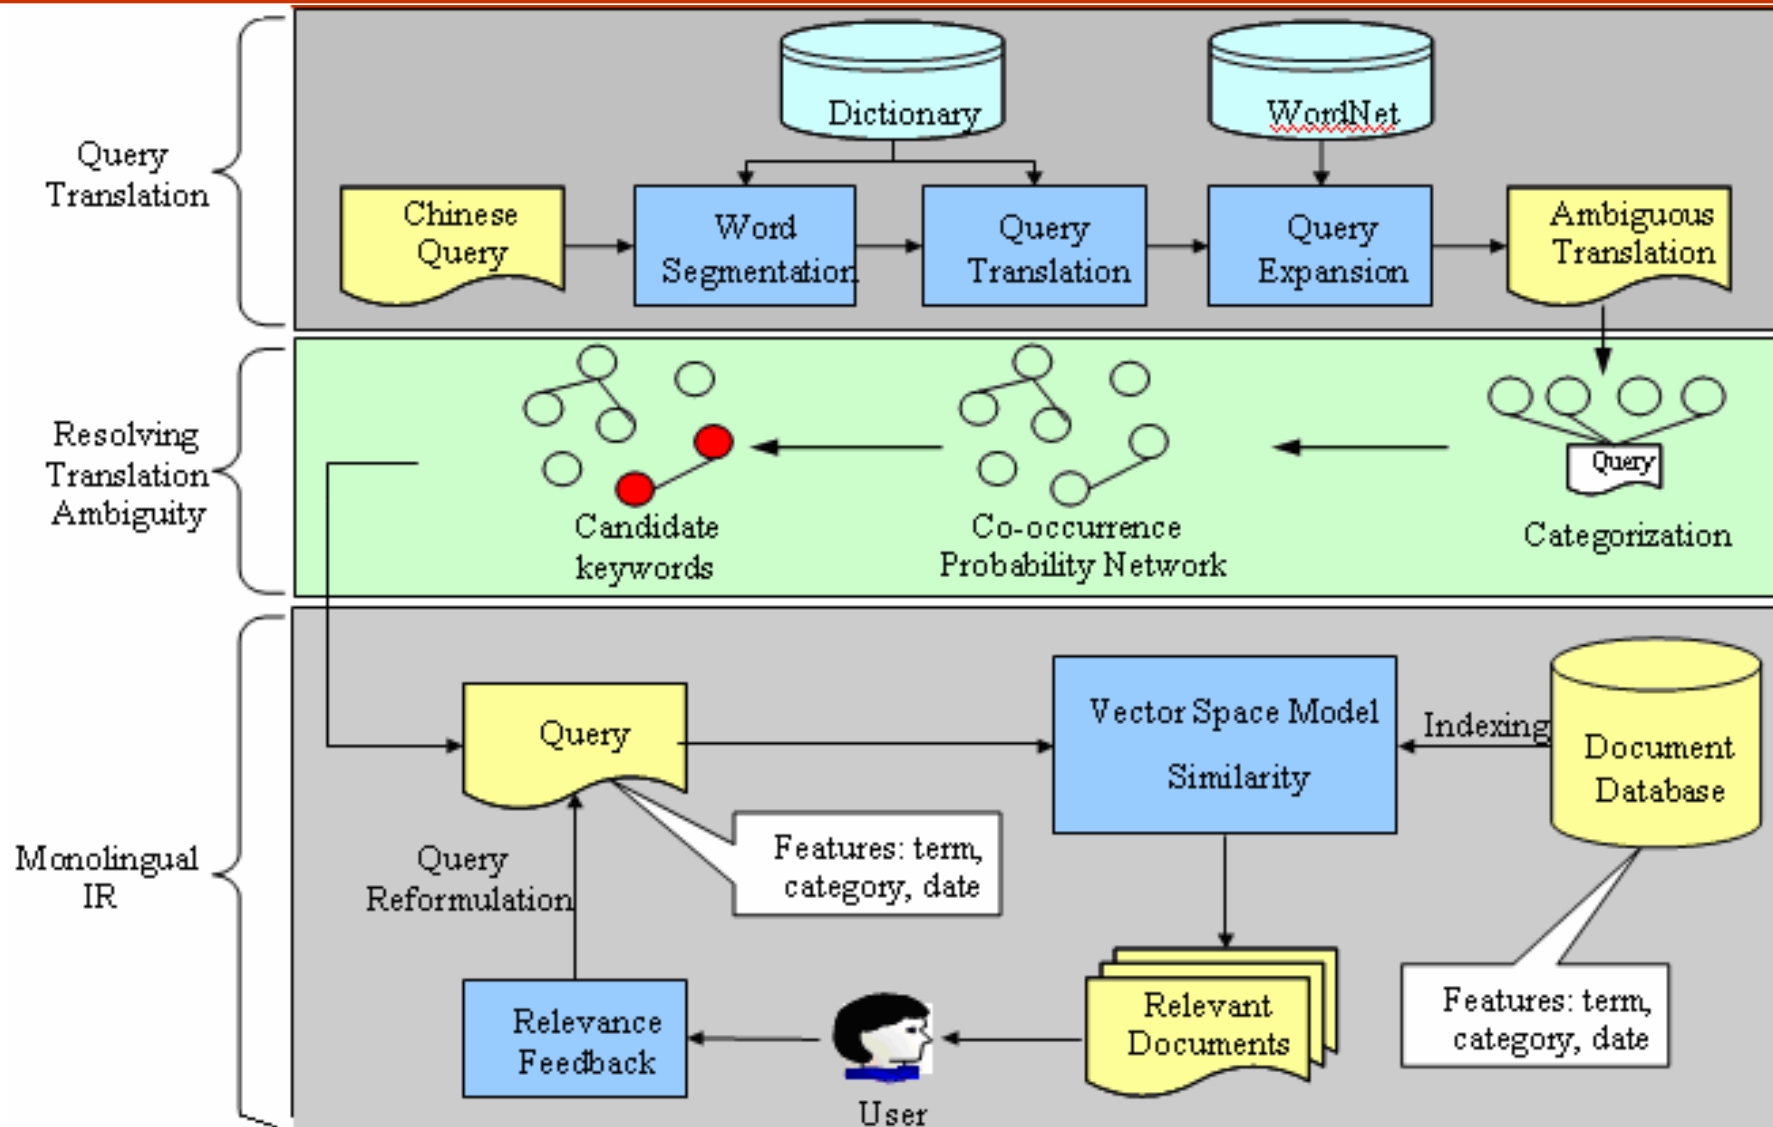 Query
Translation
Dictionary
WordNet
Chinese
Query
Word
Segmentation
Query
Translation
Query
Expansion
Ambiguous
Translation
Resolving
Translation
Ambiguity
Candidate
keywords
Co-occurrence
Probability Network
Query
Categorization
Monolingual
IR
Query
Vector Space Model
Similarity
Indexing
Document
Database
Features: term,
category, date
Query
Reformulation
Relevance
Feedback
User
Relevant
Documents
Features: term,
category, date